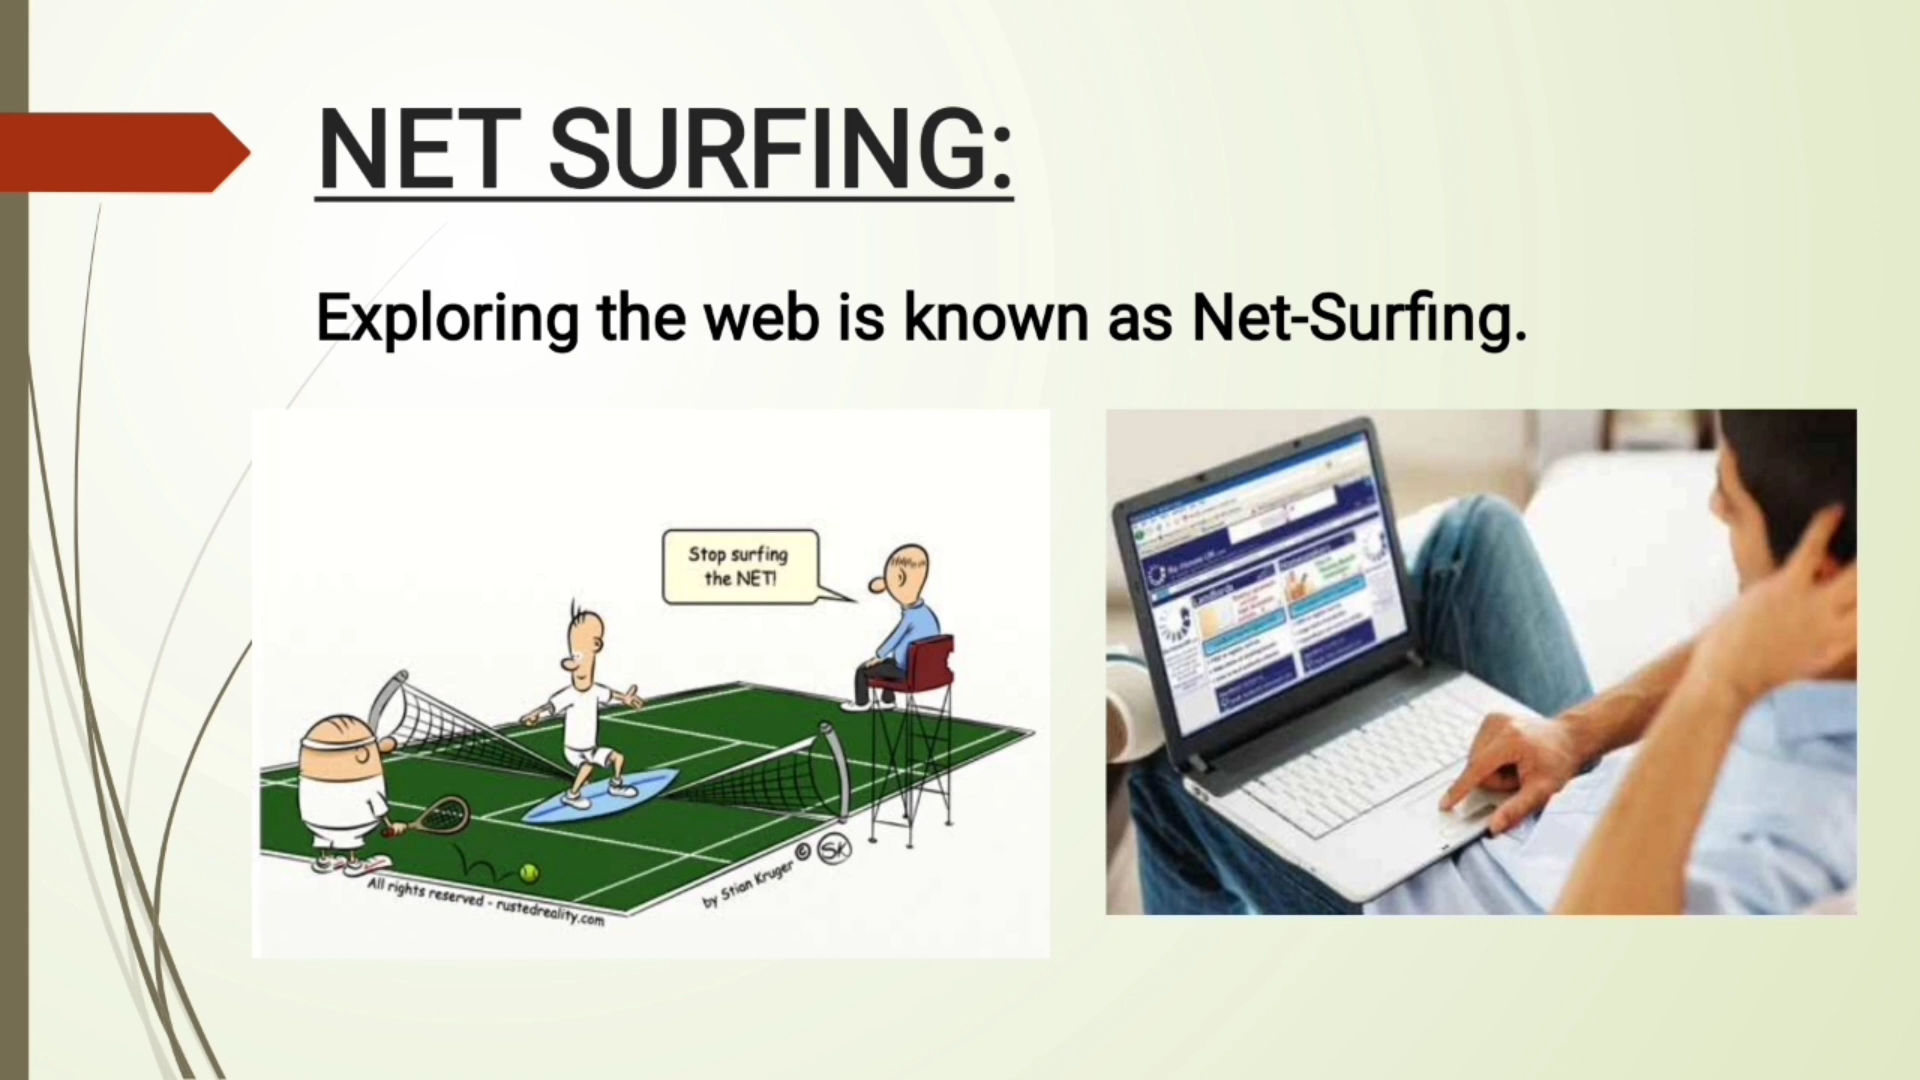 NET SURFING:
Exploring the web is known as Net-Surfing.
Stop surfing
the NET!
All rights reserved - rustedreality.com
by Stian Kruger © SK
Landlords